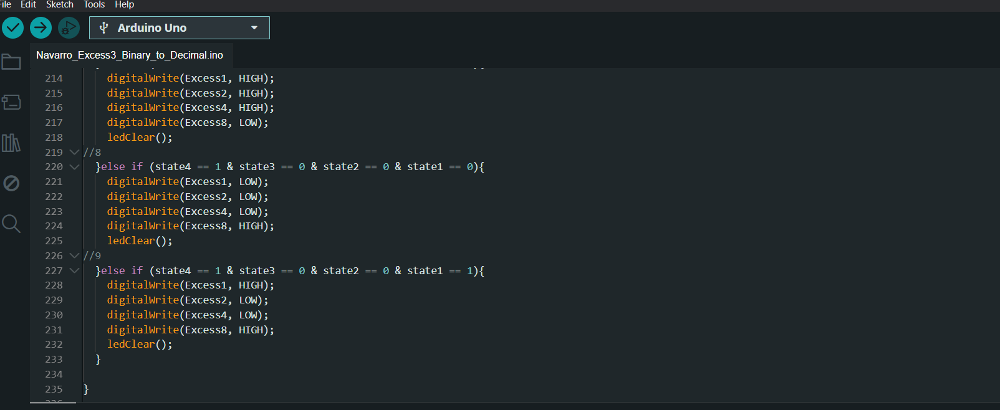 File Edit Sketch Tools Help
Arduino Uno
Navarro_Excess3_Binary_to_Decimal.ino
214 digitalWrite(Excess1, HIGH);
215 digitalWrite(Excess2, HIGH);
216 digitalWrite(Excess4, HIGH);
217 digitalWrite(Excess8, LOW);
218 ledClear();
219 //8
220 }else if (state4 == 1 & state3 == 0 & state2 == 0 & state1 == 0){
221 digitalWrite(Excess1, LOW);
222 digitalWrite(Excess2, LOW);
223 digitalWrite(Excess4, LOW);
224 digitalWrite(Excess8, HIGH);
225 ledClear();
226 //9
227 }else if (state4 == 1 & state3 == 0 & state2 == 0 & state1 == 1){
228 digitalWrite(Excess1, HIGH);
229 digitalWrite(Excess2, LOW);
230 digitalWrite(Excess4, LOW);
231 digitalWrite(Excess8, HIGH);
232 ledClear();
233 }
234
235 }